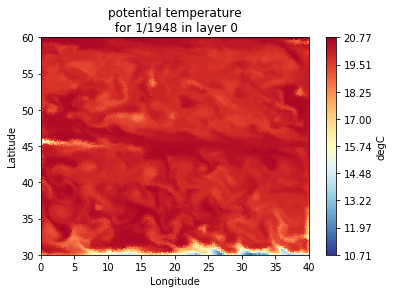 potential temperature
for 1/1948 in layer 0
60
55
50
45
40
35
30
Latitude
0 5 10 15 20 25 30 35 40
Longitude
20.77
19.51
18.25
17.00
15.74
14.48
13.22
11.97
10.71
degC